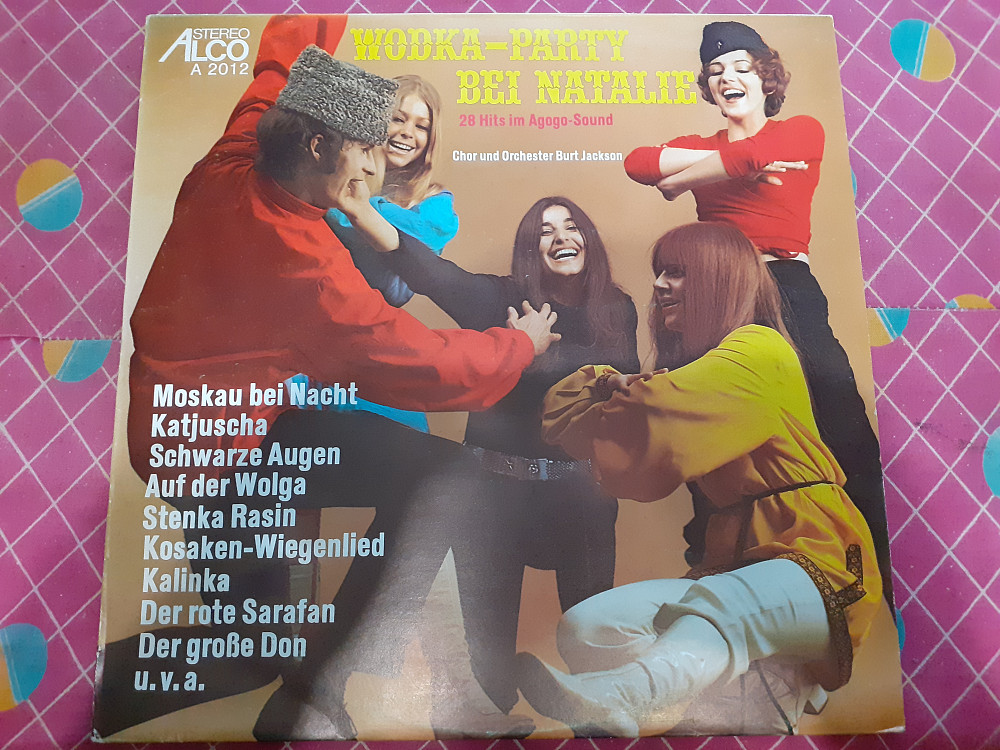 STEREO
ALCO
A 2012
WODKA-PARTY
BEI NATALIE
28 Hits im Agogo-Sound
Chor und Orchester Burt Jackson
Moskau bei Nacht
Katjuscha
Schwarze Augen
Auf der Wolga
Stenka Rasin
Kosaken-Wiegenlied
Kalinka
Der rote Sarafan
Der große Don
u.v.a.